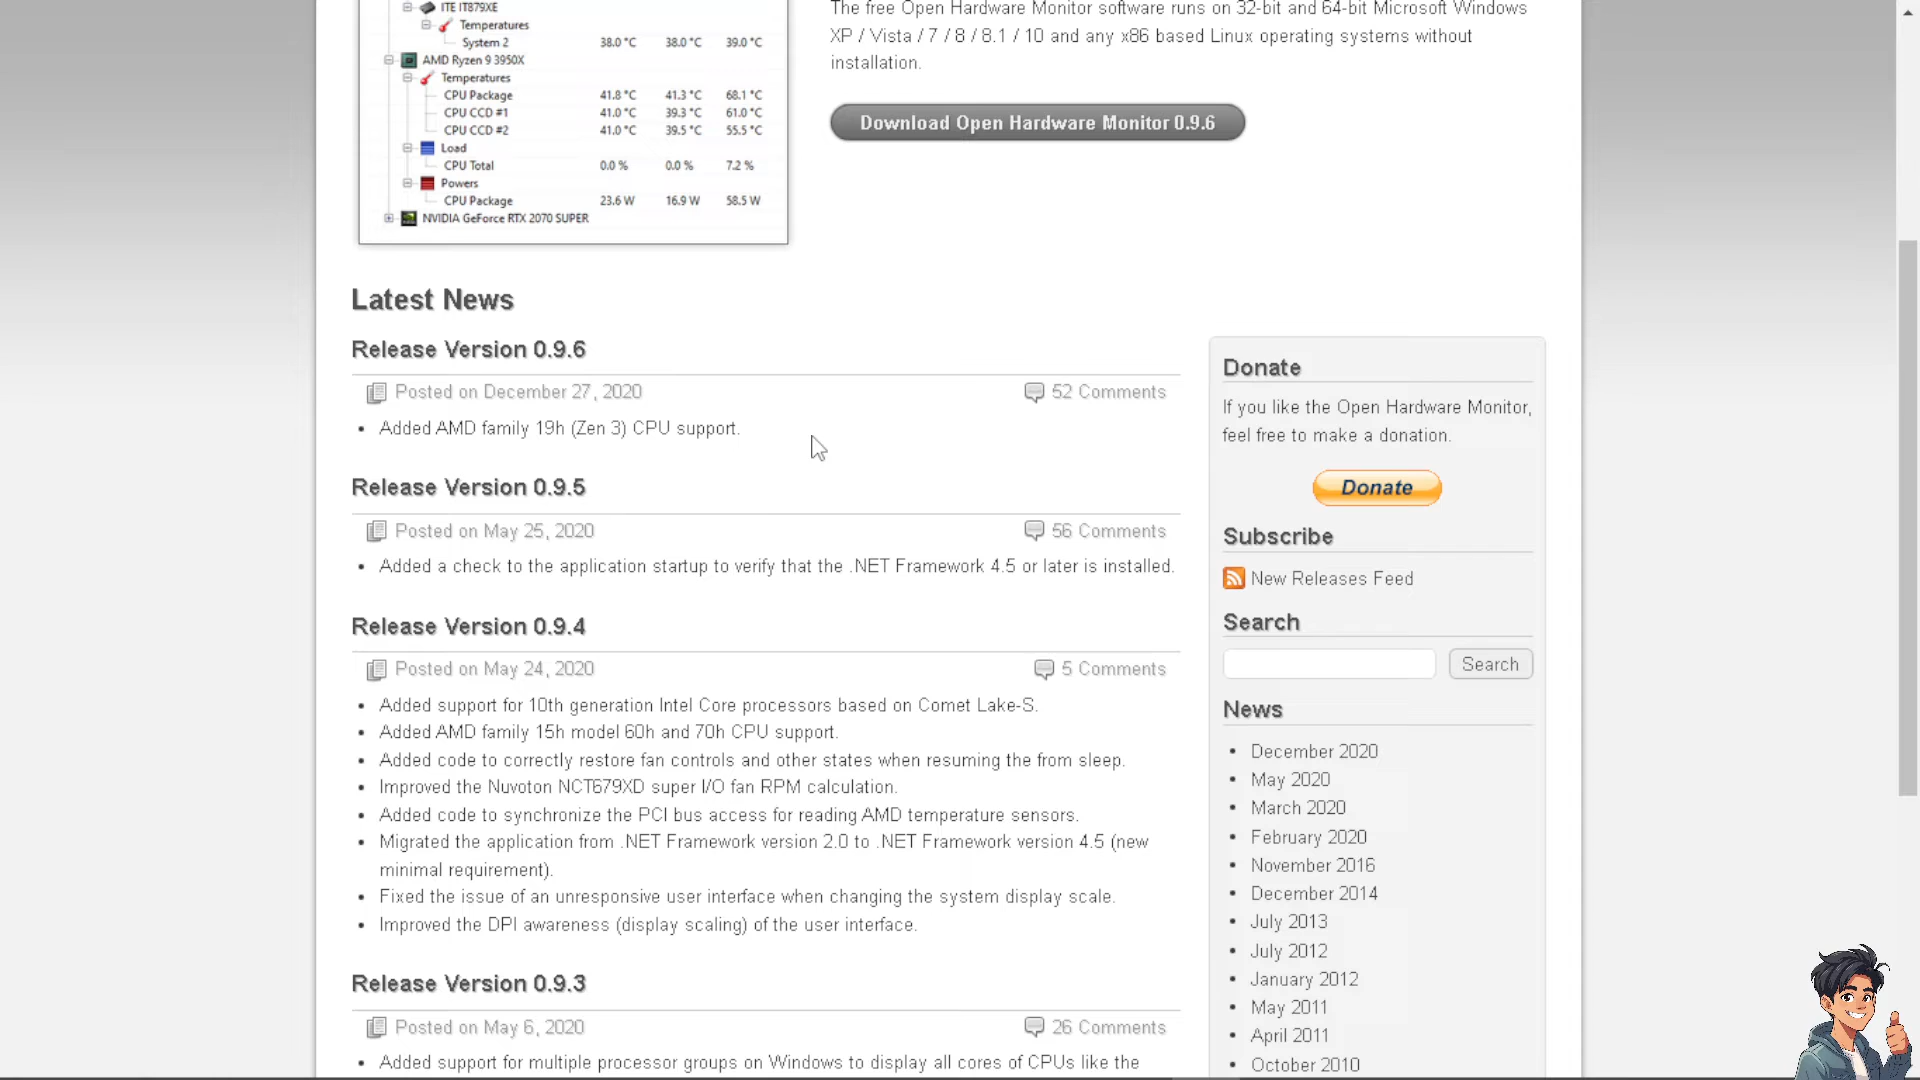 ITE IT879XE
Temperatures
System 2 38.0 °C 38.0 °C 39.0 °C
AMD Ryzen 9 3950X
Temperatures
CPU Package 41.8 °C 41.3 °C 68.1 °C
CPU CCD #1 41.0 °C 39.3 °C 61.0 °C
CPU CCD #2 41.0 °C 39.5 °C 55.5 °C
Load
CPU Total 0.0 % 0.0 % 7.2 %
Powers
CPU Package 23.6 W 16.9 W 58.5 W
NVIDIA GeForce RTX 2070 SUPER
The free Open Hardware Monitor software runs on 32-bit and 64-bit Microsoft Windows
XP / Vista / 7 / 8 / 8.1 / 10 and any x86 based Linux operating systems without
installation.
Download Open Hardware Monitor 0.9.6
Latest News
Release Version 0.9.6
Posted on December 27, 2020 52 Comments
• Added AMD family 19h (Zen 3) CPU support.
Release Version 0.9.5
Posted on May 25, 2020 56 Comments
• Added a check to the application startup to verify that the .NET Framework 4.5 or later is installed.
Release Version 0.9.4
Posted on May 24, 2020 5 Comments
• Added support for 10th generation Intel Core processors based on Comet Lake-S.
• Added AMD family 15h model 60h and 70h CPU support.
• Added code to correctly restore fan controls and other states when resuming the from sleep.
• Improved the Nuvoton NCT679XD super I/O fan RPM calculation.
• Added code to synchronize the PCI bus access for reading AMD temperature sensors.
• Migrated the application from .NET Framework version 2.0 to .NET Framework version 4.5 (new
minimal requirement).
• Fixed the issue of an unresponsive user interface when changing the system display scale.
• Improved the DPI awareness (display scaling) of the user interface.
Release Version 0.9.3
Posted on May 6, 2020 26 Comments
• Added support for multiple processor groups on Windows to display all cores of CPUs like the
Donate
If you like the Open Hardware Monitor,
feel free to make a donation.
Donate
Subscribe
New Releases Feed
Search
Search
News
• December 2020
• May 2020
• March 2020
• February 2020
• November 2016
• December 2014
• July 2013
• July 2012
• January 2012
• May 2011
• April 2011
• October 2010